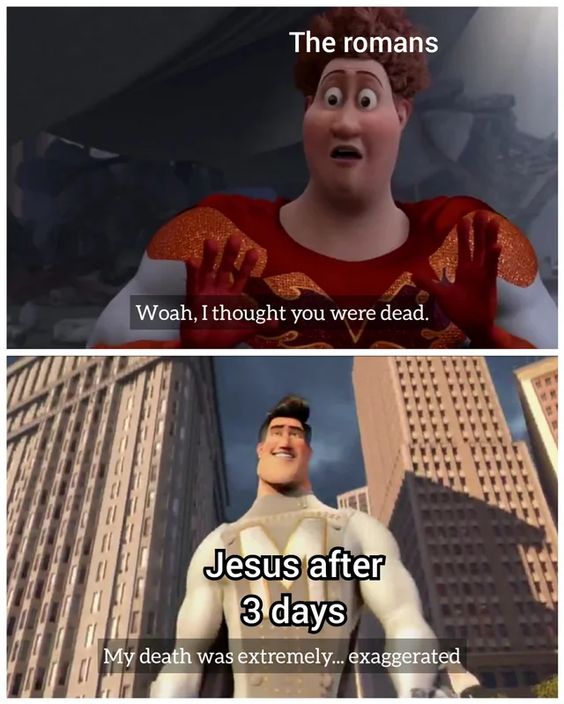 The romans
Woah, I thought you were dead.
Jesus after
3 days
My death was extremely... exaggerated